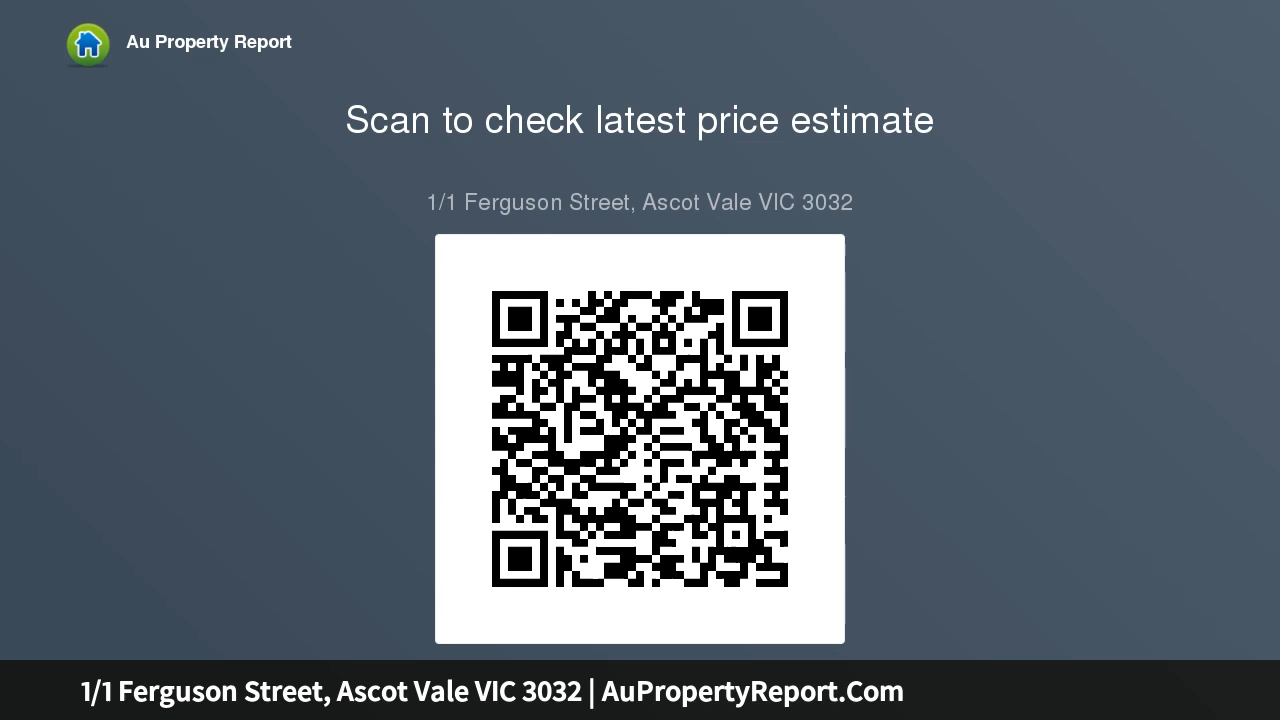 Au Property Report
Scan to check latest price estimate
1/1 Ferguson Street, Ascot Vale VIC 3032
1/1 Ferguson Street, Ascot Vale VIC 3032 | AuPropertyReport.Com